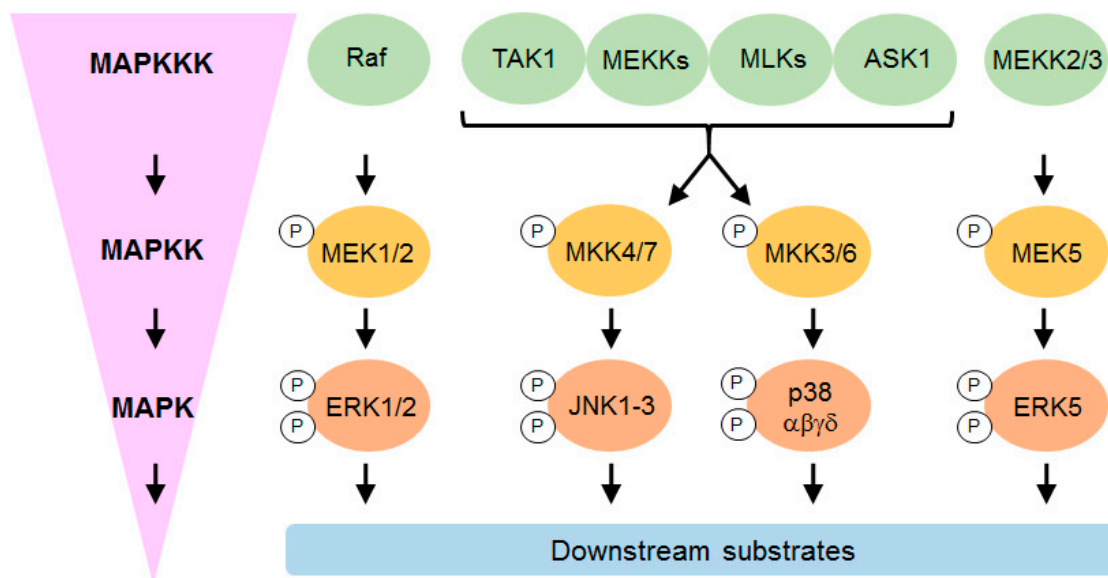 MAPKKK
Raf
TAK1
MEKKs
MLKs
ASK1
MEKK2/3
MAPKK
P
MEK1/2
P
MKK4/7
P
MKK3/6
P
MEK5
MAPK
P
P
ERK1/2
P
P
JNK1-3
P
P
p38
αβγδ
P
P
ERK5
Downstream substrates